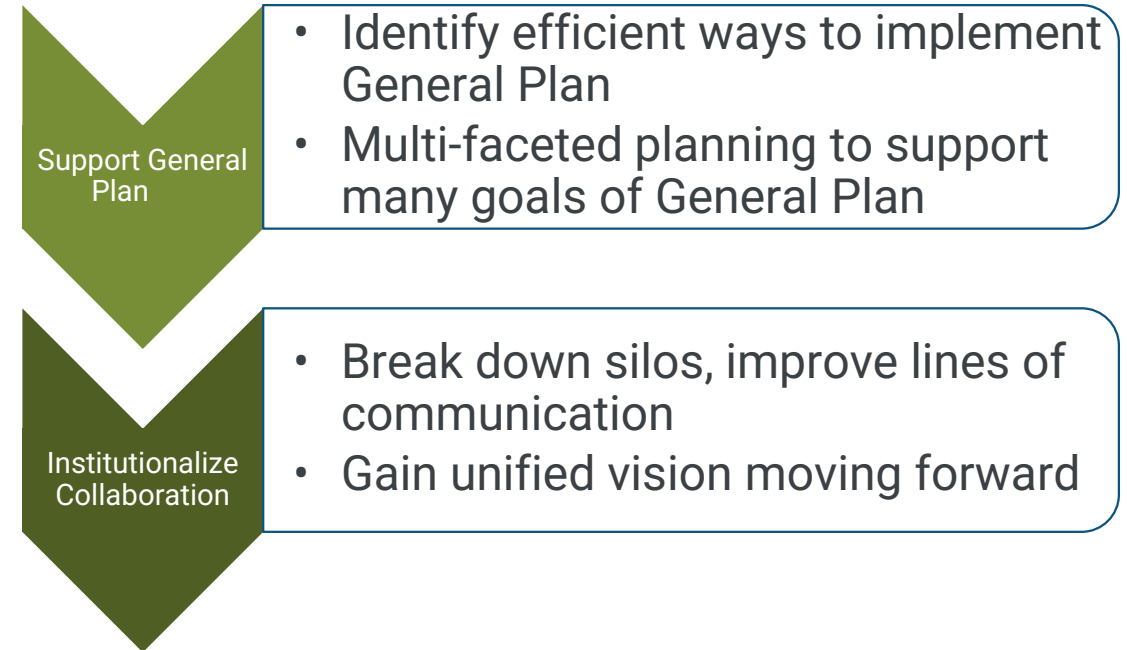 Support General
Plan
• Identify efficient ways to implement
General Plan
• Multi-faceted planning to support
many goals of General Plan
Institutionalize
Collaboration
• Break down silos, improve lines of
communication
• Gain unified vision moving forward